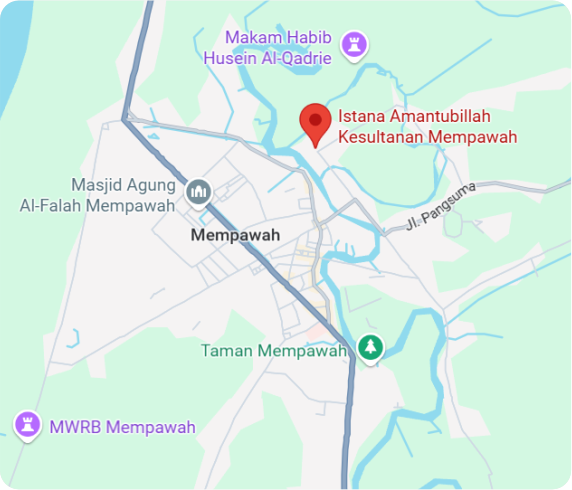 Makam Habib
Husein Al-Qadrie
Istana Amantubillah
Kesultanan Mempawah
Masjid Agung
Al-Falah Mempawah
Jl. Pangsuma
Mempawah
Taman Mempawah
MWRB Mempawah